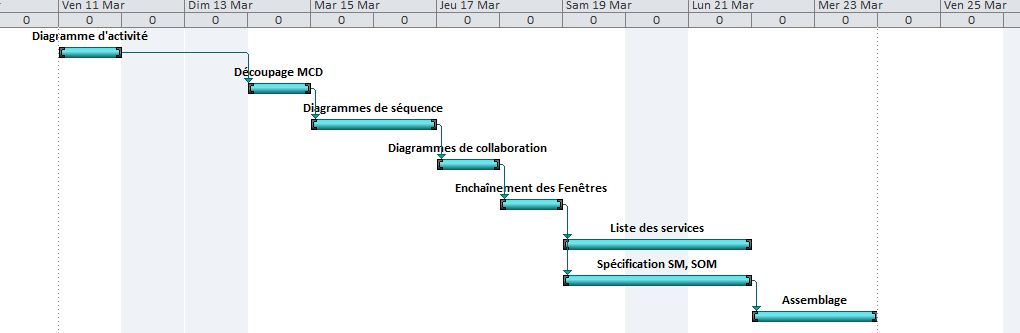 Ven 11 Mar Dim 13 Mar Mar 15 Mar Jeu 17 Mar Sam 19 Mar Lun 21 Mar Mer 23 Mar Ven 25 Mar
0 0 0 0 0 0 0 0 0 0 0 0 0 0 0 0
Diagramme d'activité
Découpage MCD
Diagrammes de séquence
Diagrammes de collaboration
Enchaînement des Fenêtres
Liste des services
Spécification SM, SOM
Assemblage